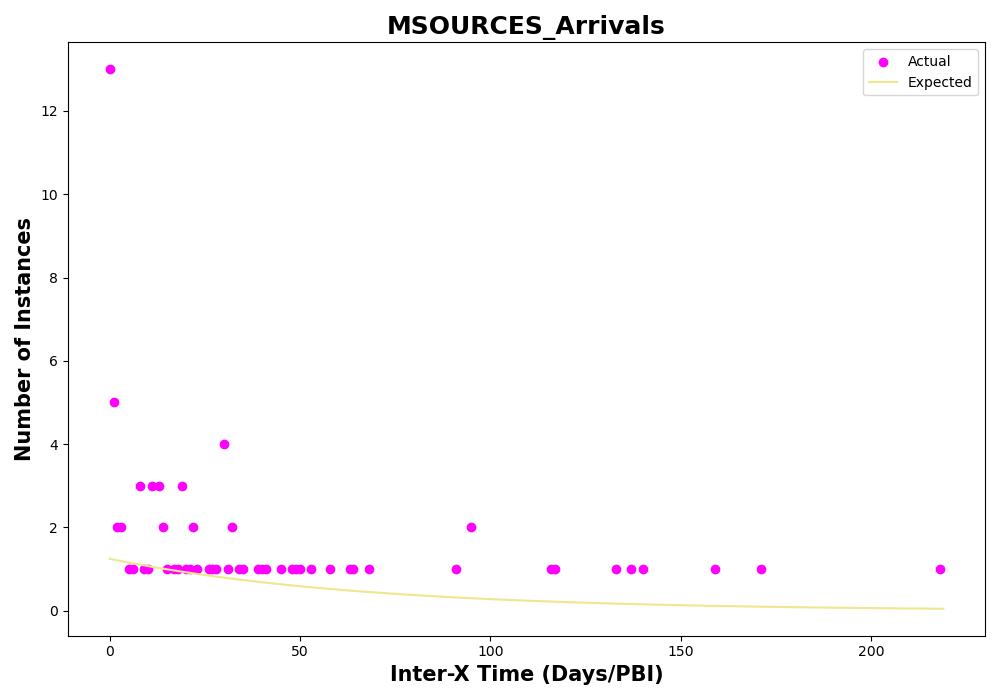 MSOURCES_Arrivals
Actual
Expected
Number of Instances
12
10
8
6
4
2
0
0
50
100
150
200
Inter-X Time (Days/PBI)